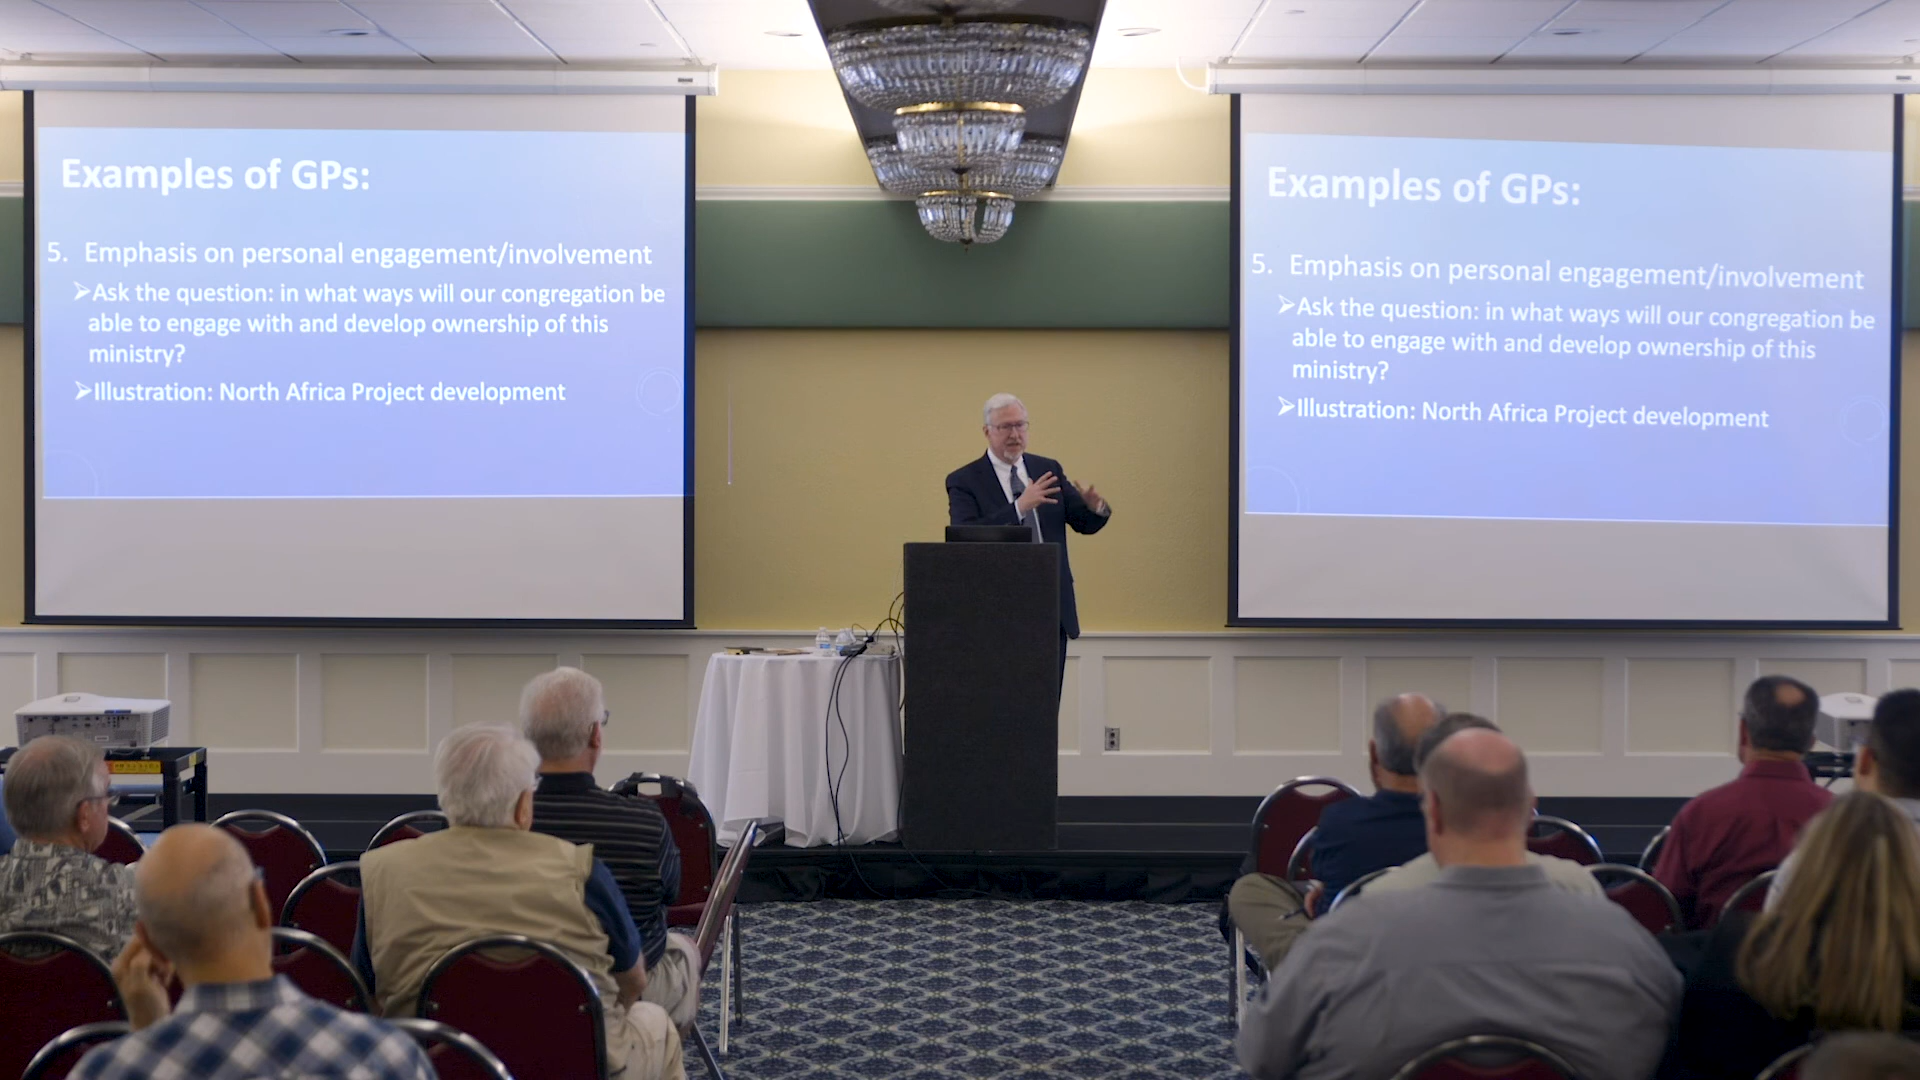 Examples of GPs:
5. Emphasis on personal engagement/involvement
➢Ask the question: in what ways will our congregation be
able to engage with and develop ownership of this
ministry?
➢Illustration: North Africa Project development
Examples of GPs:
5. Emphasis on personal engagement/involvement
➢Ask the question: in what ways will our congregation be
able to engage with and develop ownership of this
ministry?
➢Illustration: North Africa Project development